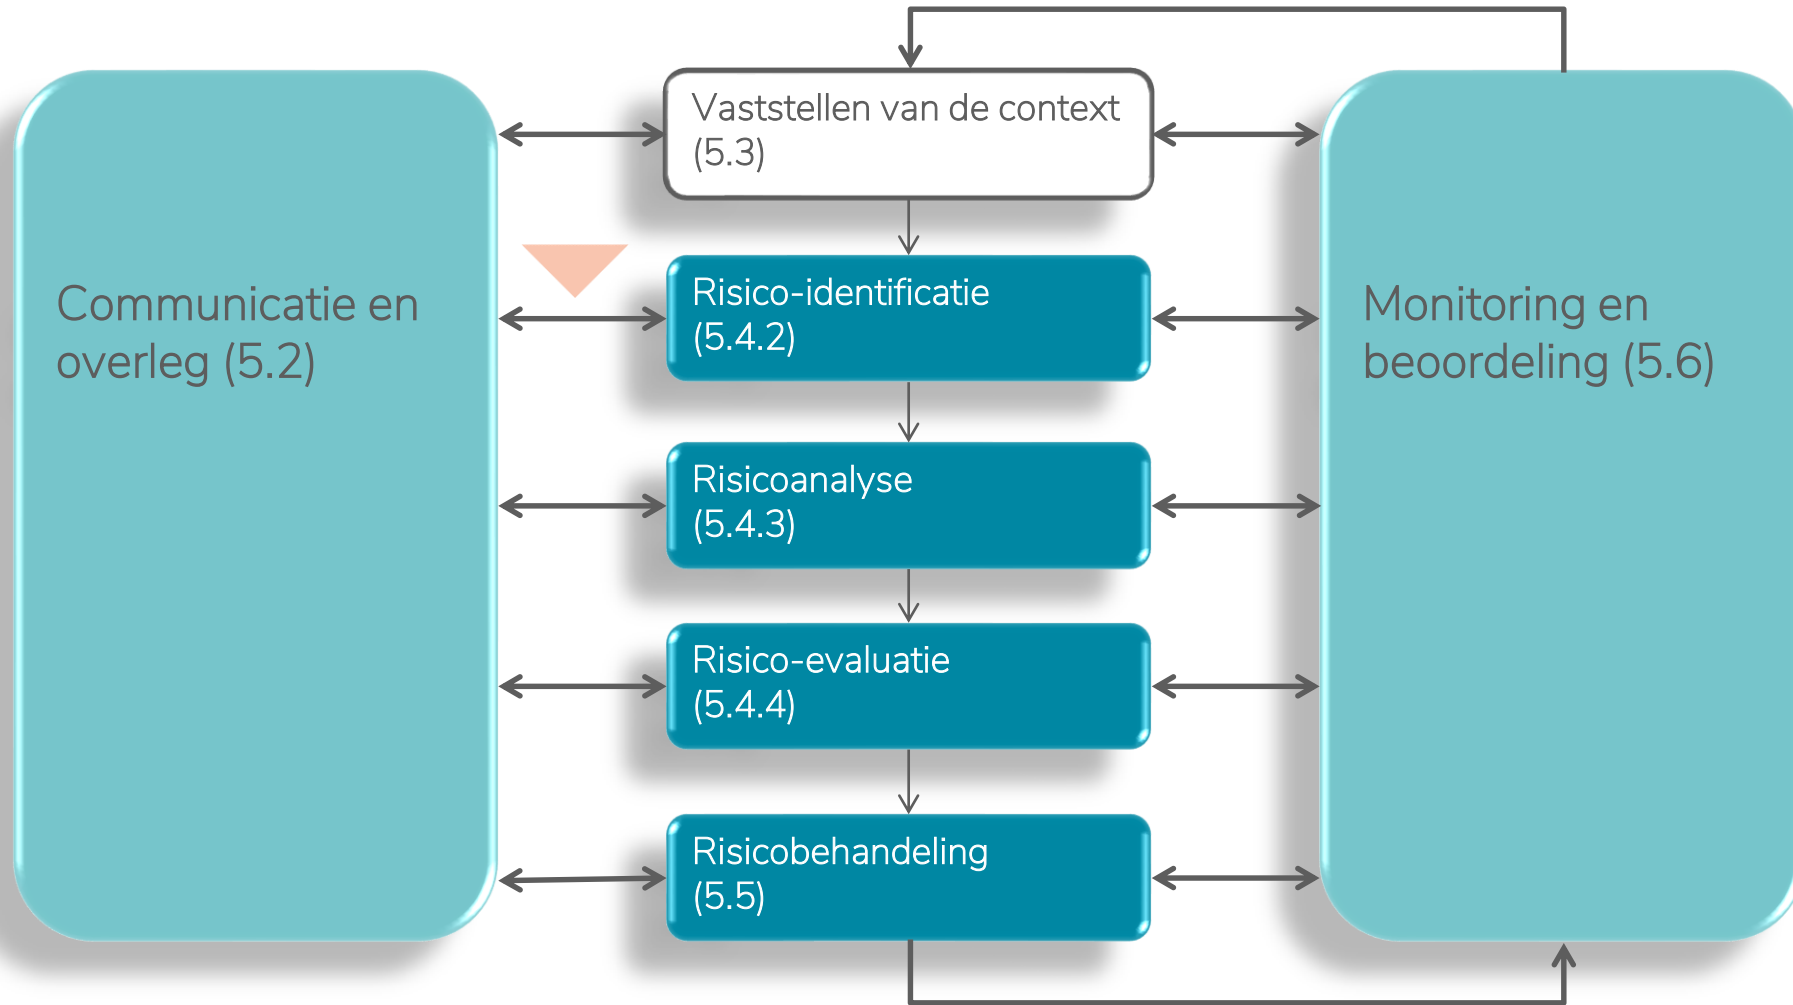 Communicatie en
overleg (5.2)
Vaststellen van de context
(5.3)
Risico-identificatie
(5.4.2)
Risicoanalyse
(5.4.3)
Risico-evaluatie
(5.4.4)
Risicobehandeling
(5.5)
Monitoring en
beoordeling (5.6)